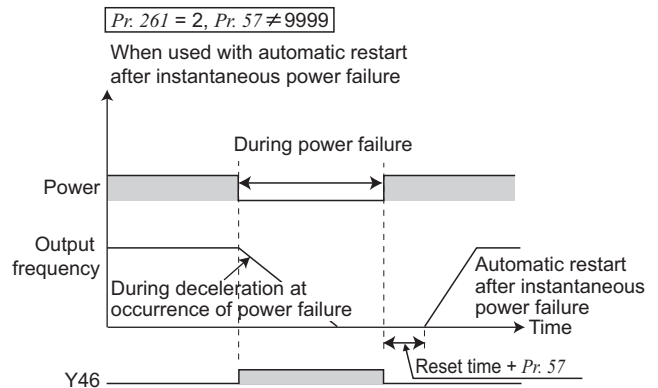 Pr. 261 = 2, Pr. 57 ≠ 9999
When used with automatic restart
after instantaneous power failure
During power failure
Power
Output
frequency
During deceleration at
occurrence of power failure
Automatic restart
after instantaneous
power failure
Time
Reset time + Pr. 57
Y46